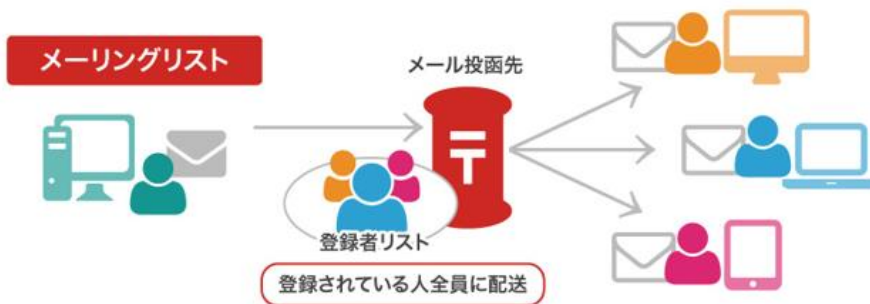 メーリングリスト
メール投函先
〒
登録者リスト
登録されている人全員に配送